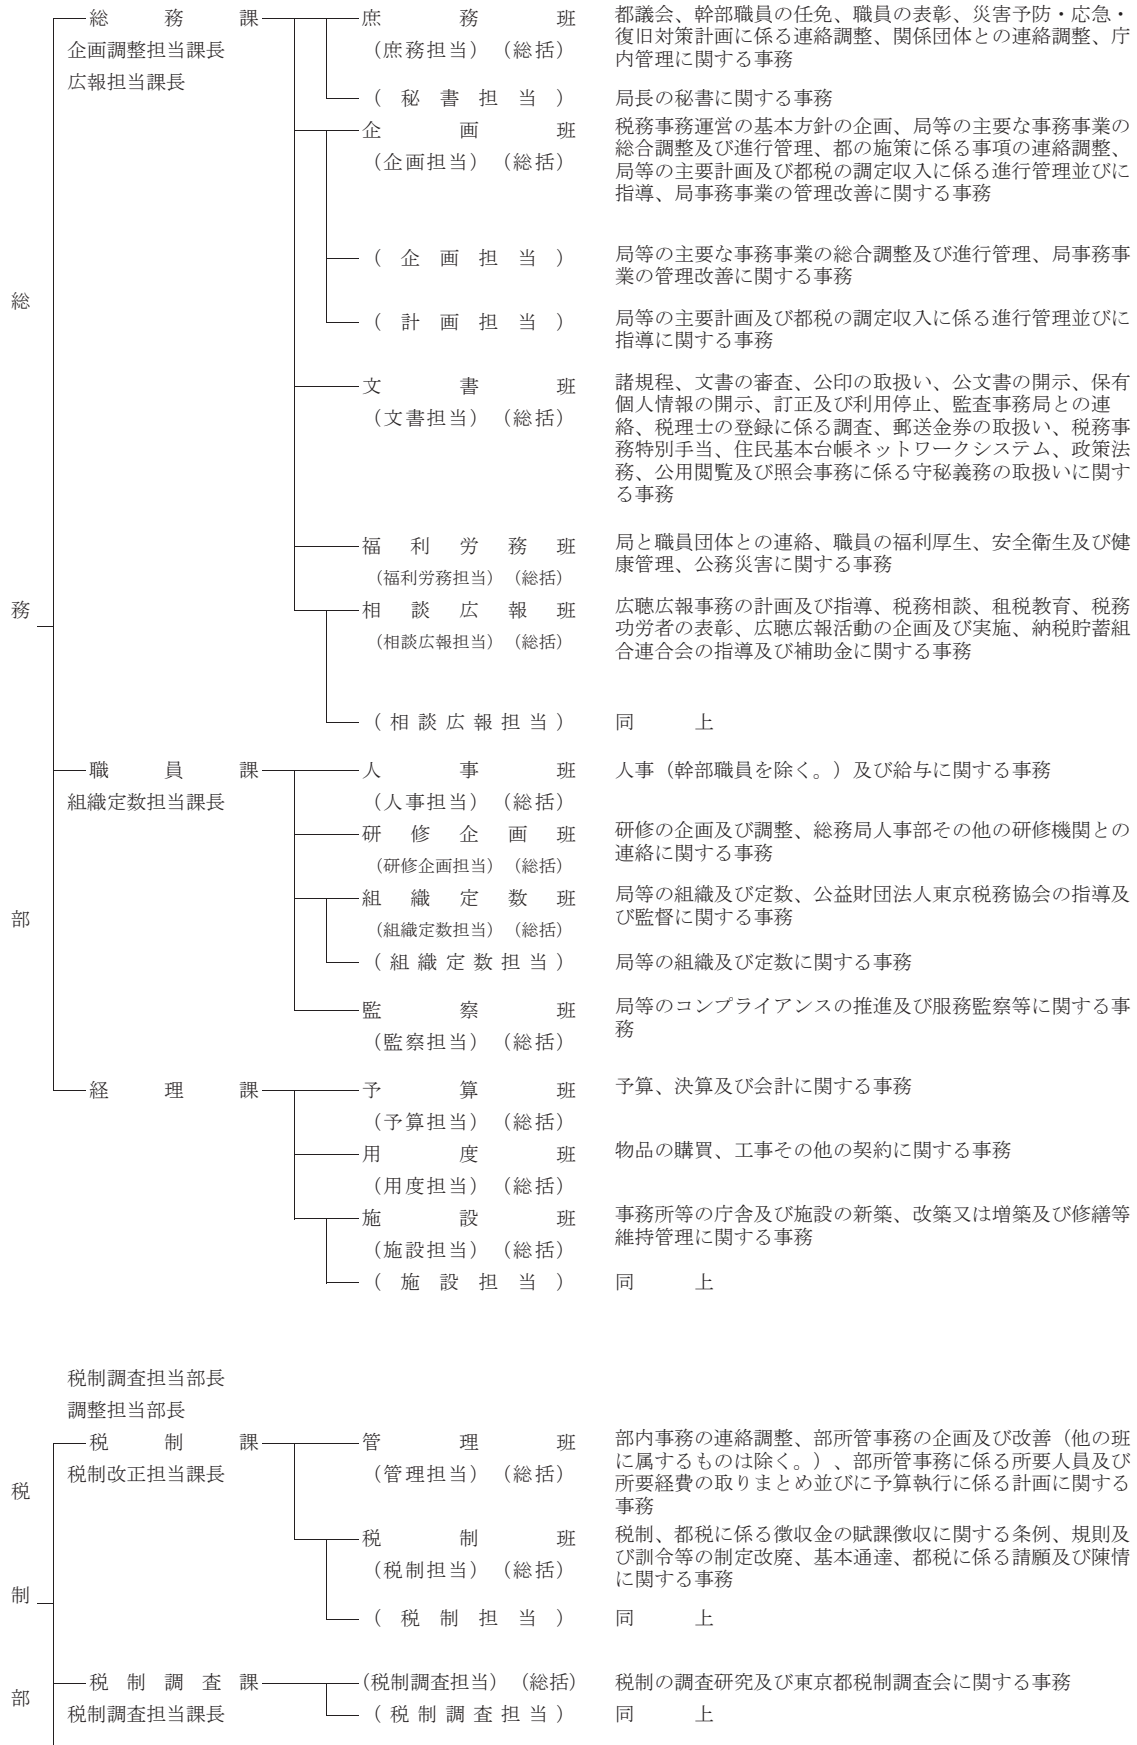 総務部
総務課
企画調整担当課長
広報担当課長
庶務班
（庶務担当）（総括）
都議会、幹部職員の任免、職員の表彰、災害予防・応急・
復旧対策計画に係る連絡調整、関係団体との連絡調整、庁
内管理に関する事務
（秘書担当）
局長の秘書に関する事務
企画班
（企画担当）（総括）
税務事務運営の基本方針の企画、局等の主要な事務事業の
総合調整及び進行管理、都の施策に係る事項の連絡調整、
局等の主要計画及び都税の調定収入に係る進行管理並びに
指導、局事務事業の管理改善に関する事務
（企画担当）
局等の主要な事務事業の総合調整及び進行管理、局事務事
業の管理改善に関する事務
（計画担当）
局等の主要計画及び都税の調定収入に係る進行管理並びに
指導に関する事務
文書班
（文書担当）（総括）
諸規程、文書の審査、公印の取扱い、公文書の開示、保有
個人情報の開示、訂正及び利用停止、監査事務局との連
絡、税理士の登録に係る調査、郵送金券の取扱い、税務事
務特別手当、住民基本台帳ネットワークシステム、政策法
務、公用閲覧及び照会事務に係る守秘義務の取扱いに関す
る事務
福利労務班
（福利労務担当）（総括）
局と職員団体との連絡、職員の福利厚生、安全衛生及び健
康管理、公務災害に関する事務
相談広報班
（相談広報担当）（総括）
広聴広報事務の計画及び指導、税務相談、租税教育、税務
功労者の表彰、広聴広報活動の企画及び実施、納税貯蓄組
合連合会の指導及び補助金に関する事務
（相談広報担当）
同上
職員課
組織定数担当課長
人事班
（人事担当）（総括）
人事（幹部職員を除く。）及び給与に関する事務
研修企画班
（研修企画担当）（総括）
研修の企画及び調整、総務局人事部その他の研修機関との
連絡に関する事務
組織定数班
（組織定数担当）（総括）
局等の組織及び定数、公益財団法人東京税務協会の指導及
び監督に関する事務
（組織定数担当）
局等の組織及び定数に関する事務
監察班
（監察担当）（総括）
局等のコンプライアンスの推進及び服務監察等に関する事
務
経理課
予算班
（予算担当）（総括）
予算、決算及び会計に関する事務
用度班
（用度担当）（総括）
物品の購買、工事その他の契約に関する事務
施設班
（施設担当）（総括）
事務所等の庁舎及び施設の新築、改築又は増築及び修繕等
維持管理に関する事務
（施設担当）
同上
税制部
税制調査担当部長
調整担当部長
税制課
税制改正担当課長
管理班
（管理担当）（総括）
部内事務の連絡調整、部所管事務の企画及び改善（他の班
に属するものは除く。）、部所管事務に係る所要人員及び
所要経費の取りまとめ並びに予算執行に係る計画に関する
事務
税制班
（税制担当）（総括）
税制、都税に係る徴収金の賦課徴収に関する条例、規則及
び訓令等の制定改廃、基本通達、都税に係る請願及び陳情
に関する事務
（税制担当）
同上
税制調査課
税制調査担当課長
（税制調査担当）（総括）
税制の調査研究及び東京都税制調査会に関する事務
（税制調査担当）
同上